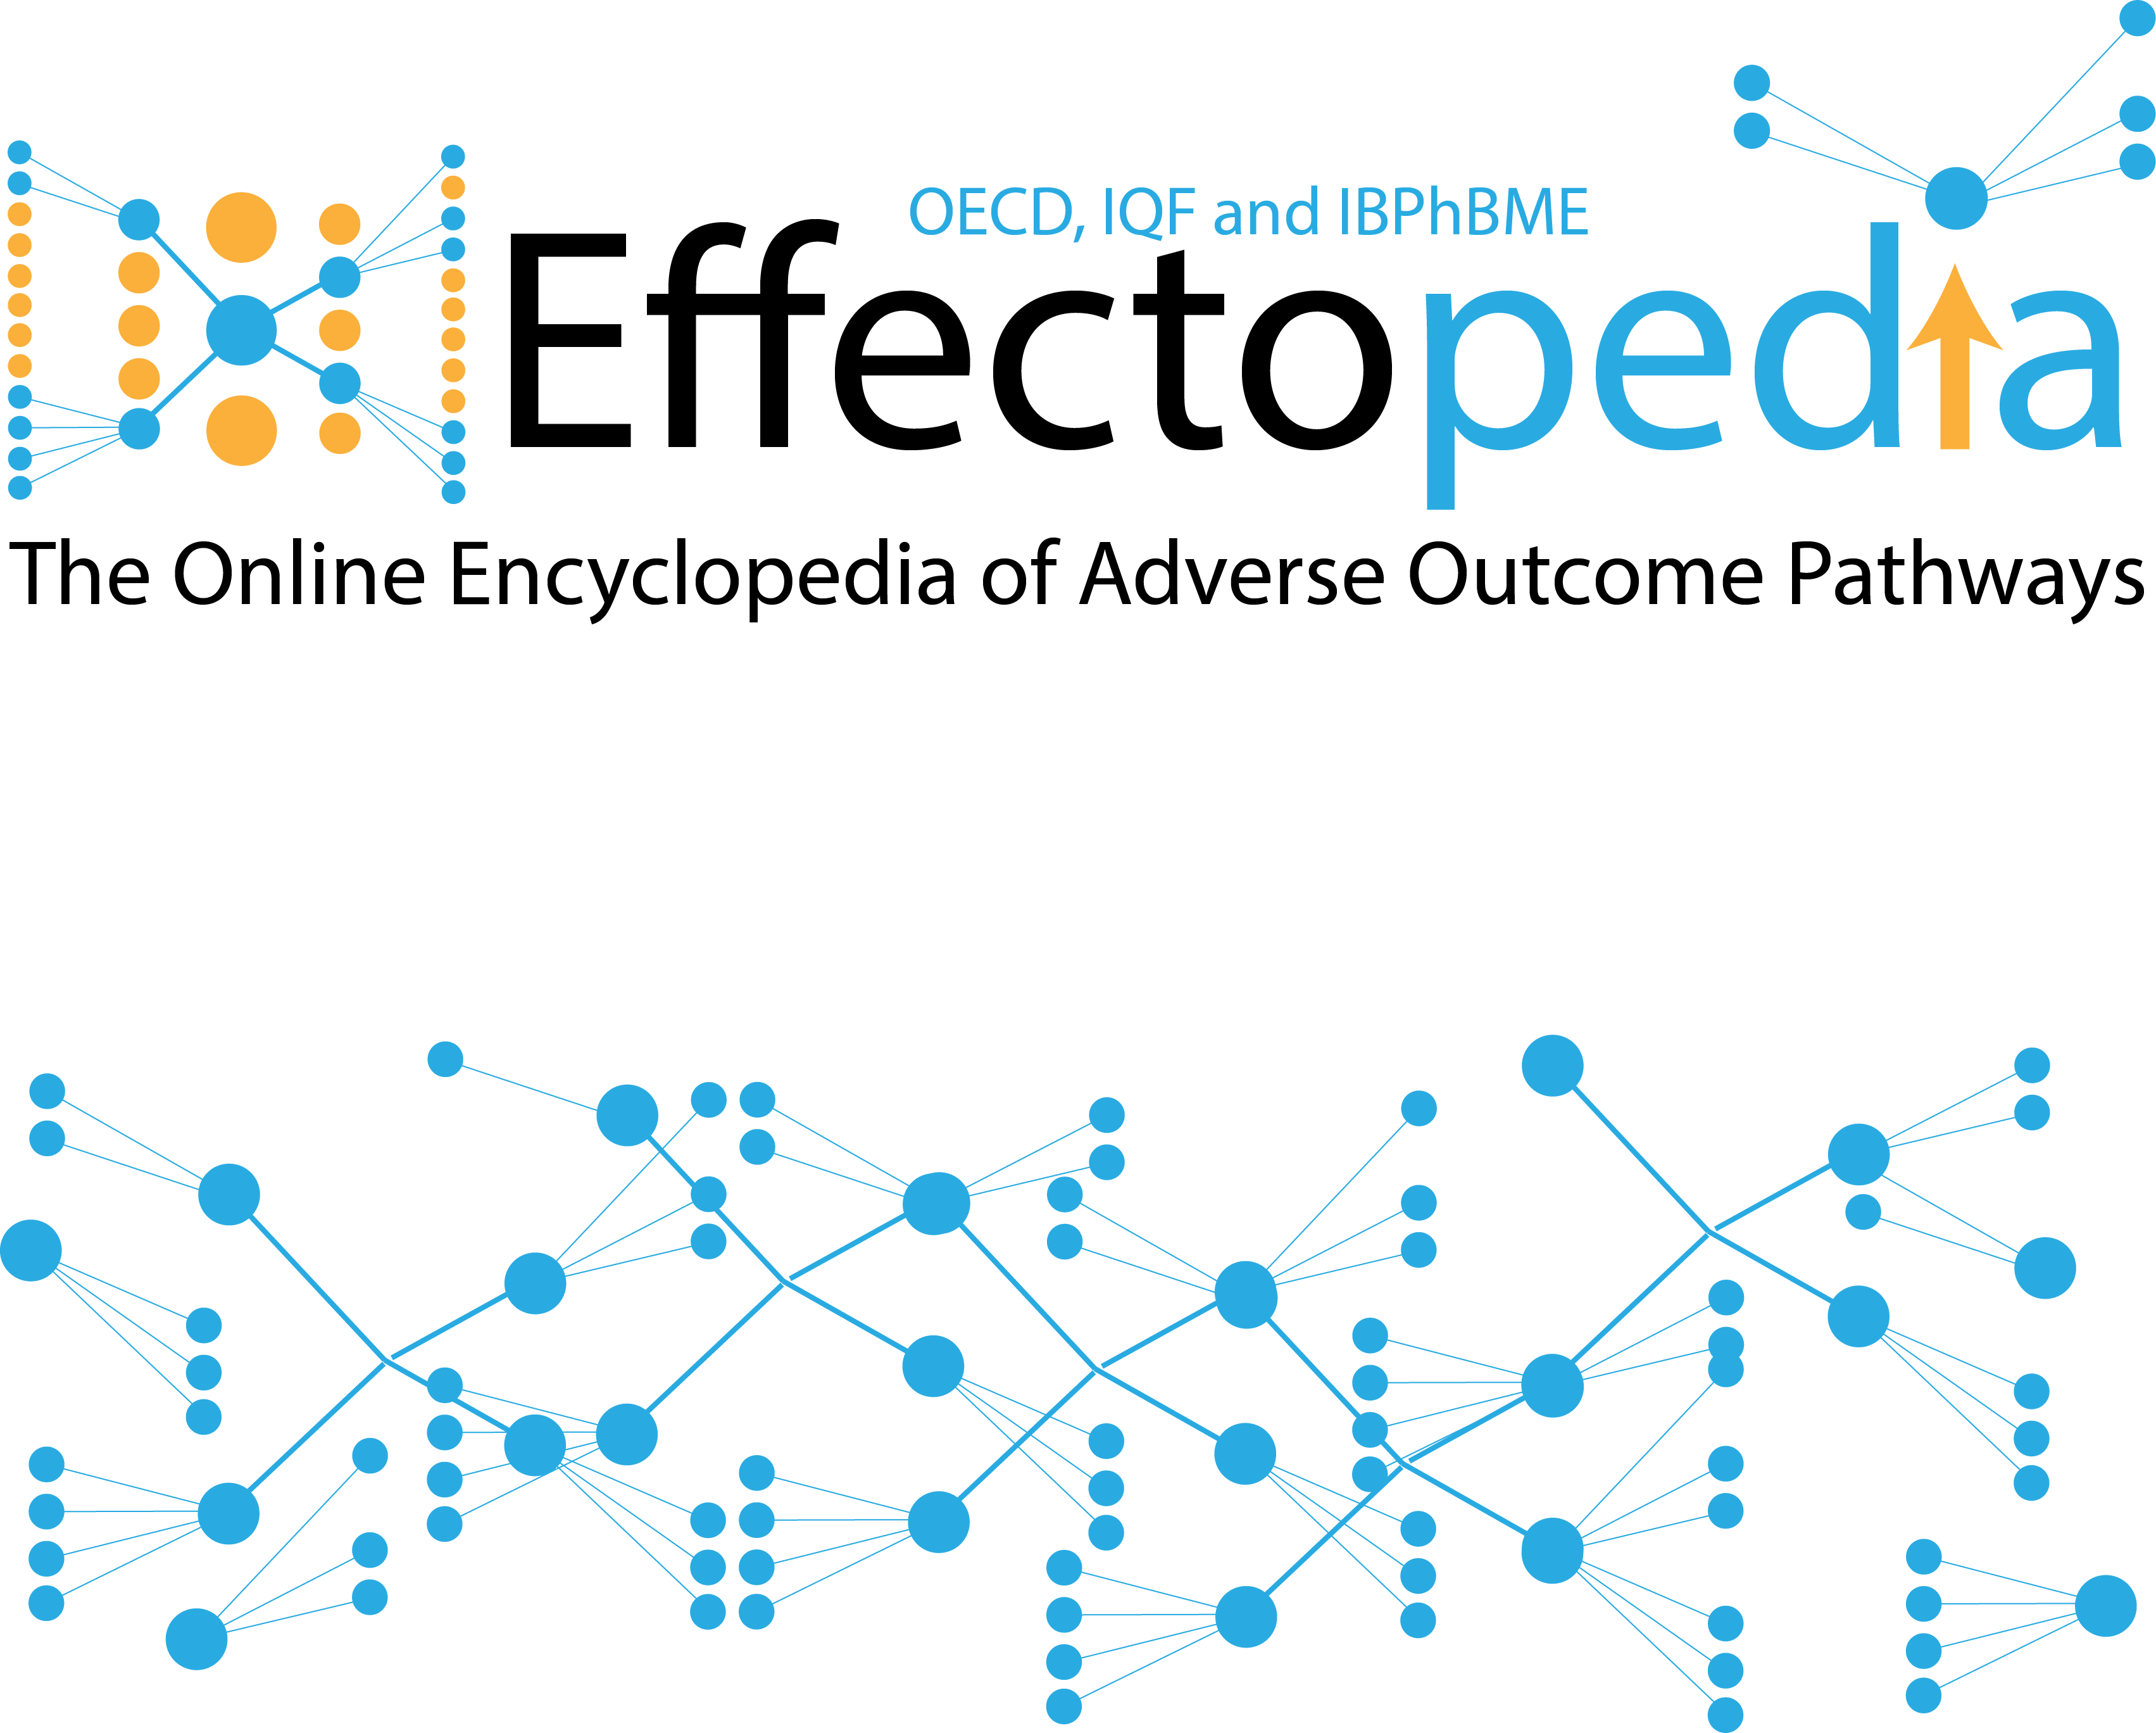 OECD, IQF and IBPhBME
Effectopedia
The Online Encyclopedia of Adverse Outcome Pathways